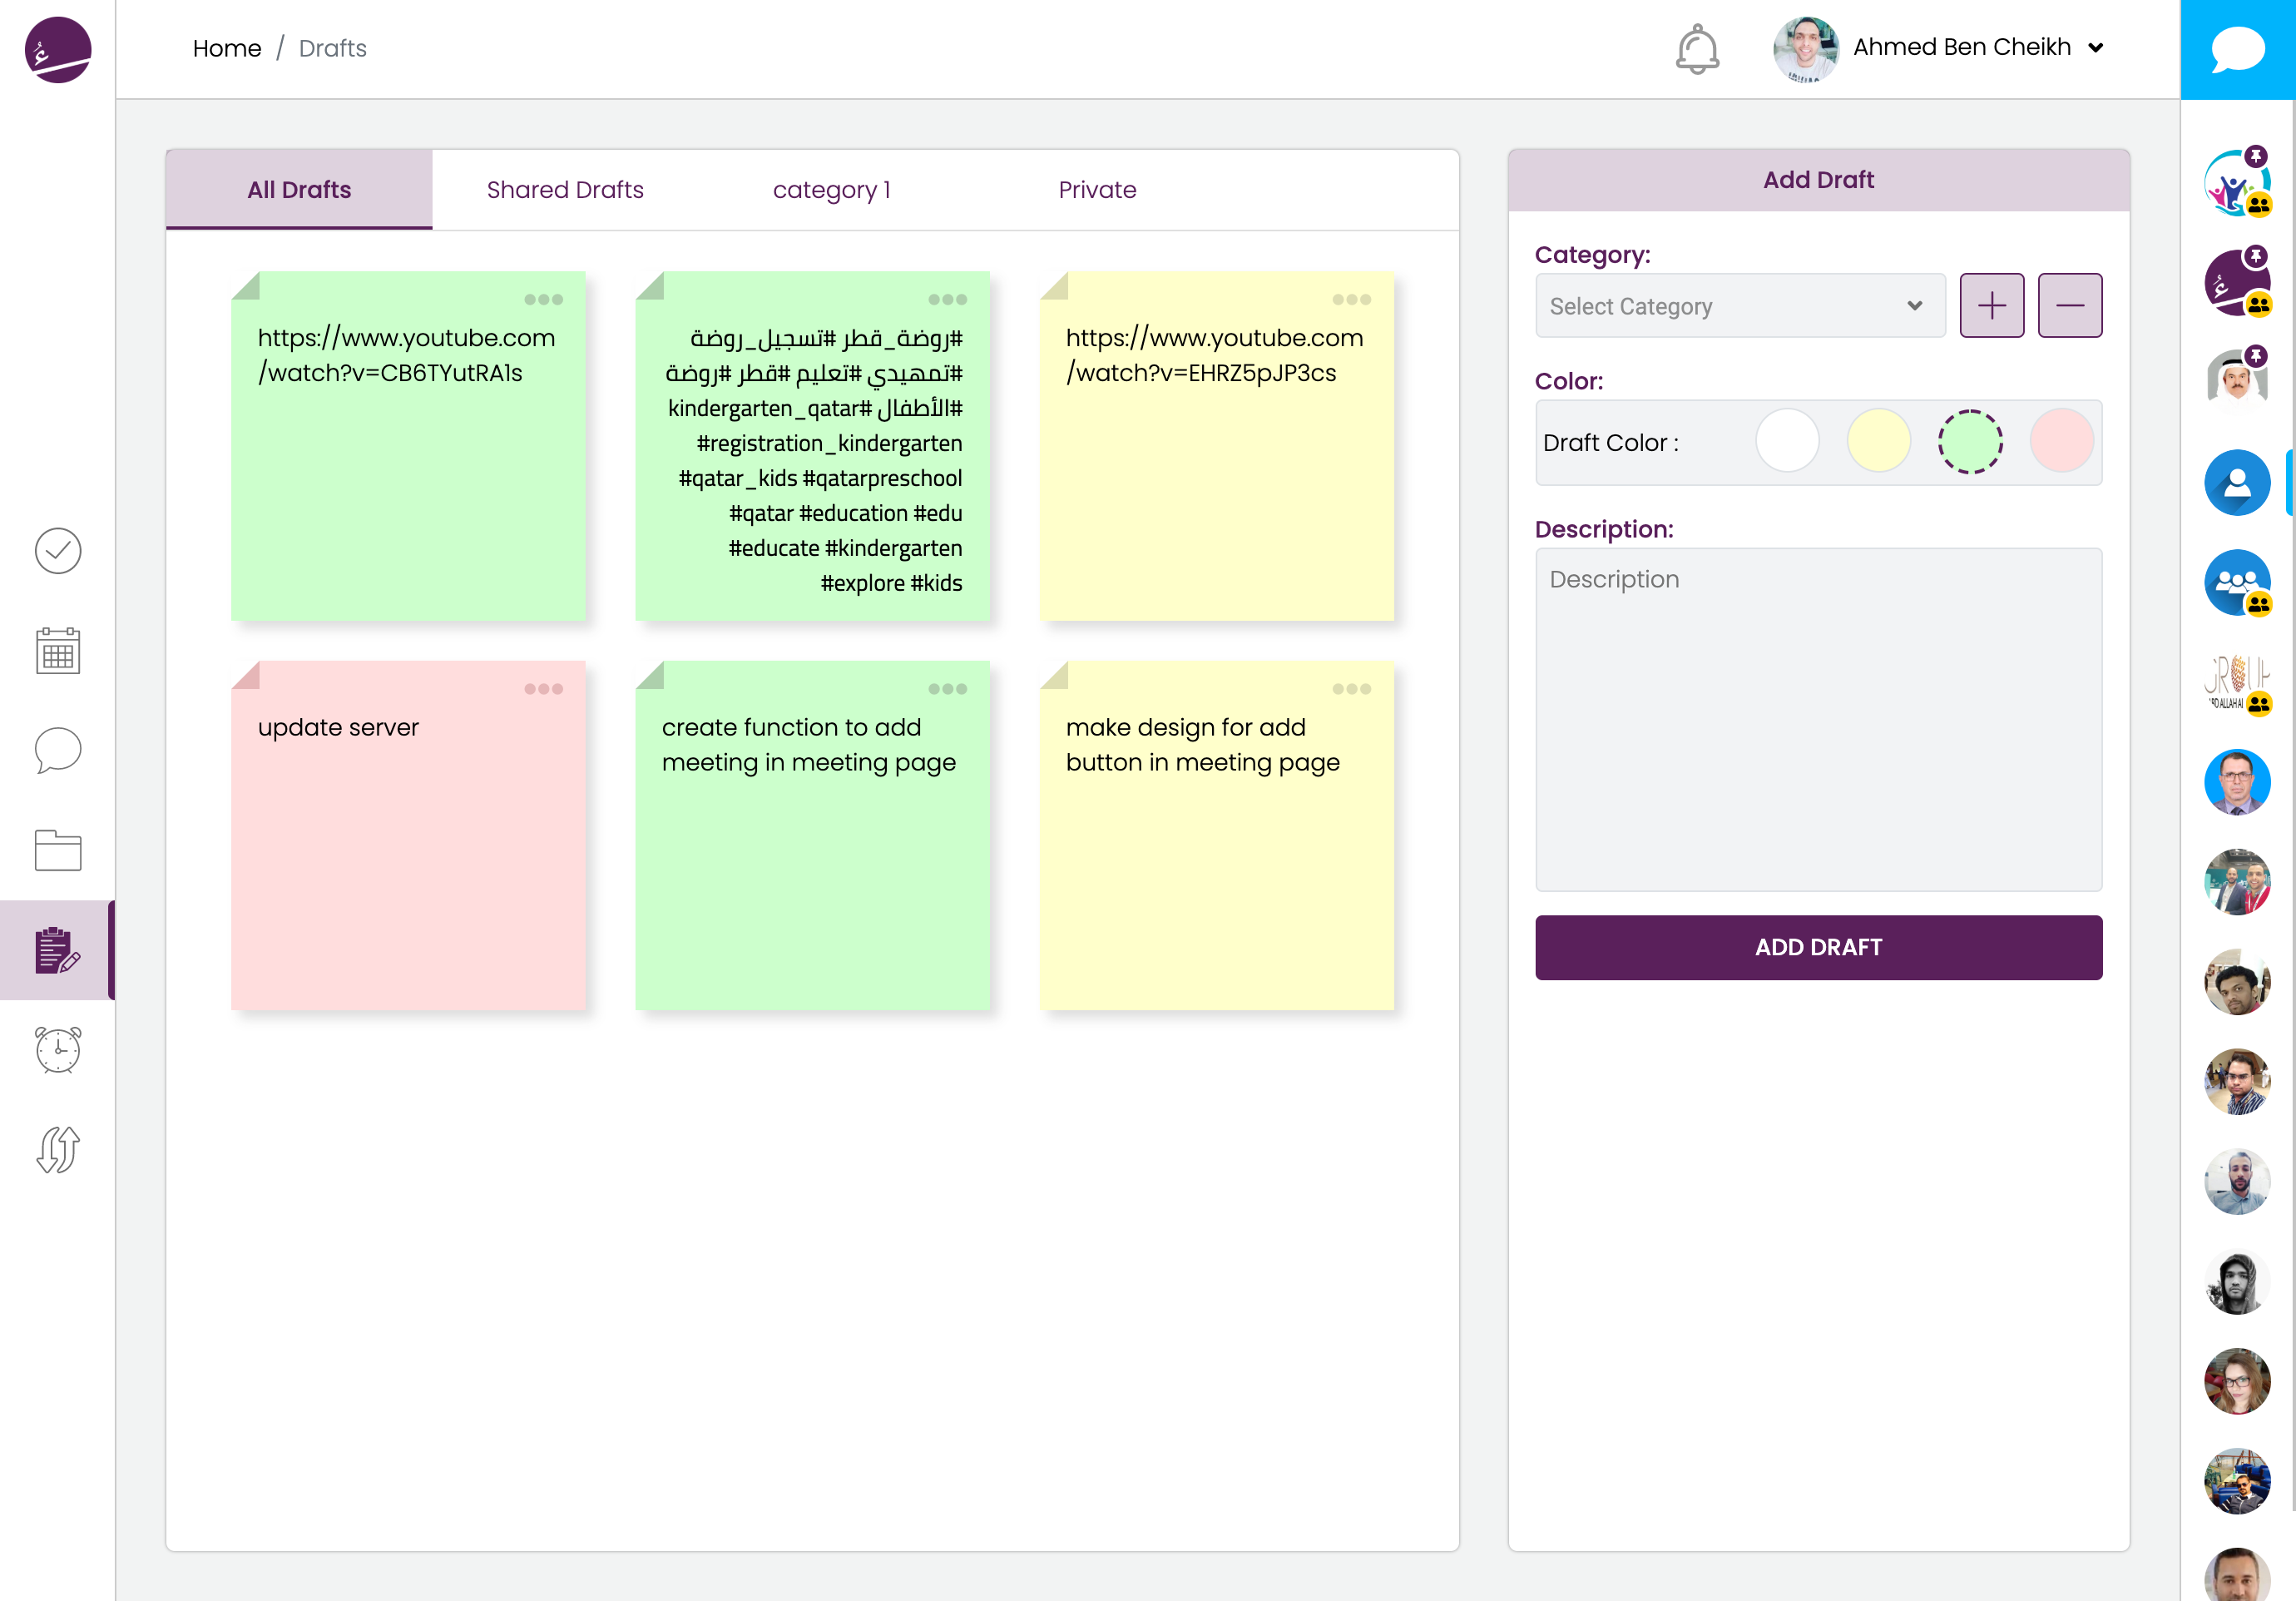 Home / Drafts
Ahmed Ben Cheikh
All Drafts
Shared Drafts
category 1
Private
https://www.youtube.com
/watch?v=CB6TYutRA1s
#روضة_قطر #تسجيل_روضة
#تمهيدي #تعليم #قطر #روضة
#الأطفال #kindergarten_qatar
#registration_kindergarten
#qatar_kids #qatarpreschool
#qatar #education #edu
#educate #kindergarten
#explore #kids
https://www.youtube.com
/watch?v=EHRZ5pJP3cs
update server
create function to add
meeting in meeting page
make design for add
button in meeting page
Add Draft
Category:
Select Category
Color:
Draft Color :
Description:
Description
ADD DRAFT